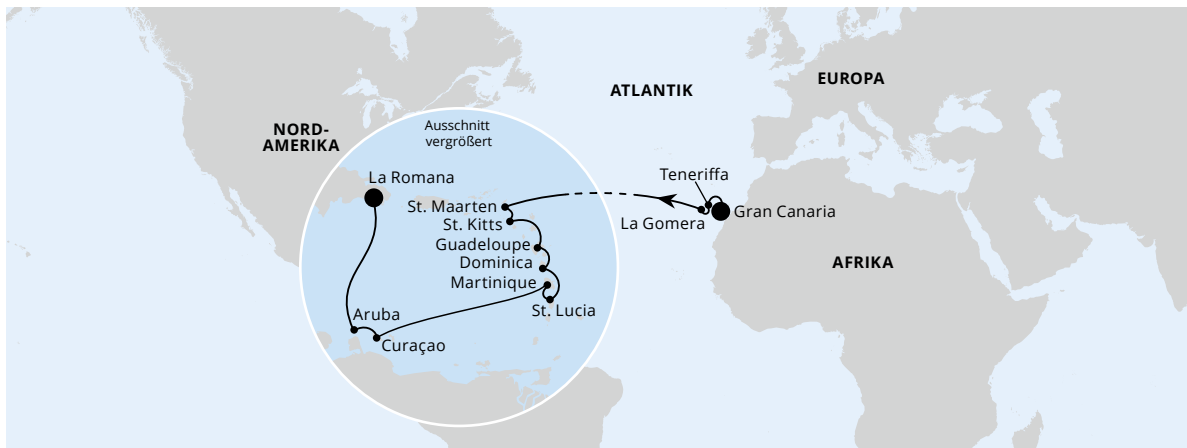 EUROPA
ATLANTIK
Ausschnitt
vergrößert
NORD-
AMERIKA
La Romana
Teneriffa
St. Maarten
Gran Canaria
St. Kitts
La Gomera
Guadeloupe
Dominica
AFRIKA
Martinique
St. Lucia
Aruba
Curaçao